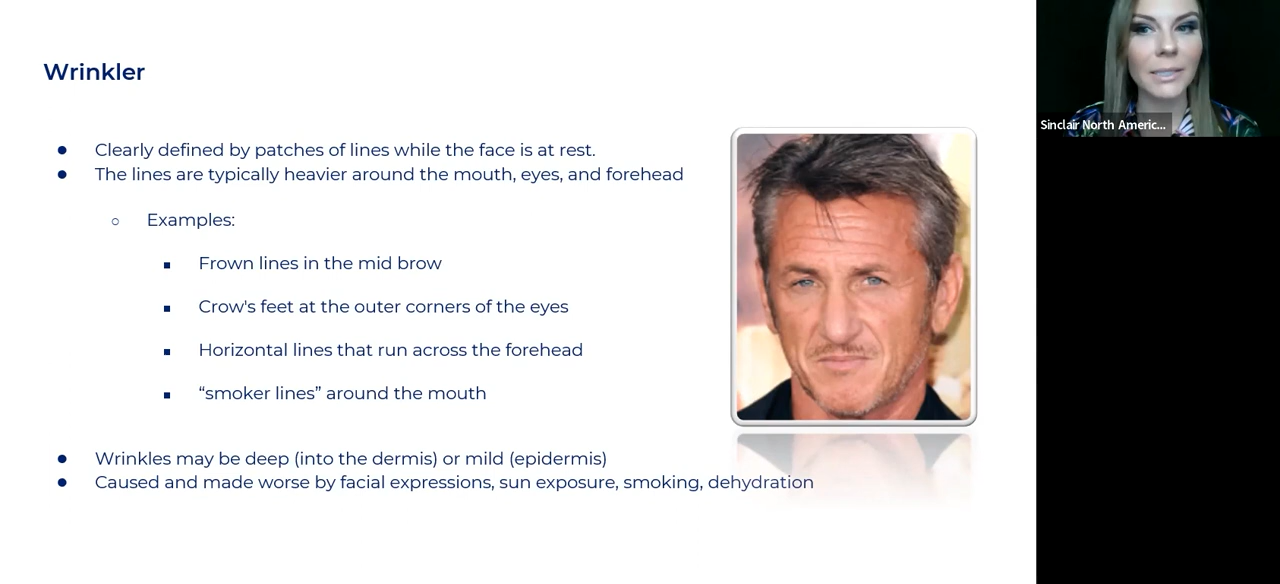 Wrinkler
● Clearly defined by patches of lines while the face is at rest.
● The lines are typically heavier around the mouth, eyes, and forehead
○ Examples:
■ Frown lines in the mid brow
■ Crow's feet at the outer corners of the eyes
■ Horizontal lines that run across the forehead
■ “smoker lines” around the mouth
● Wrinkles may be deep (into the dermis) or mild (epidermis)
● Caused and made worse by facial expressions, sun exposure, smoking, dehydration
Sinclair North Americ...